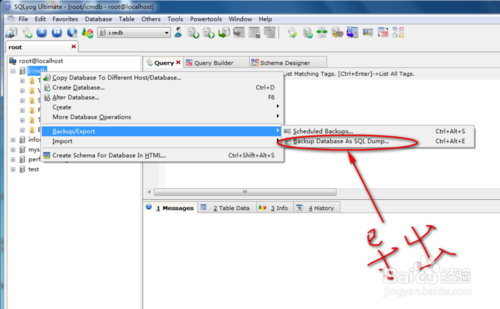 SQLyog Ultimate - [root/icmdb - root@localhost]
File Edit Favorites Database Table Others Tools Powertools Window Help
icmdb
root
root@localhost
Query Query Builder Schema Designer
List Matching Tags. [Ctrl+Enter]->List All Tags.
Copy Database To Different Host/Database...
Create Database... Ctrl+D
Alter Database... F6
Create
More Database Operations
Backup/Export
Import
Create Schema For Database In HTML... Ctrl+Shift+Alt+S
Scheduled Backups... Ctrl+Alt+S
Backup Database As SQL Dump... Ctrl+Alt+E
T
V
S
F
T
E
info
mys
perf
test
1 Messages 2 Table Data 3 Info 4 History
导出
Baidu 经验
jingyan.baidu.com